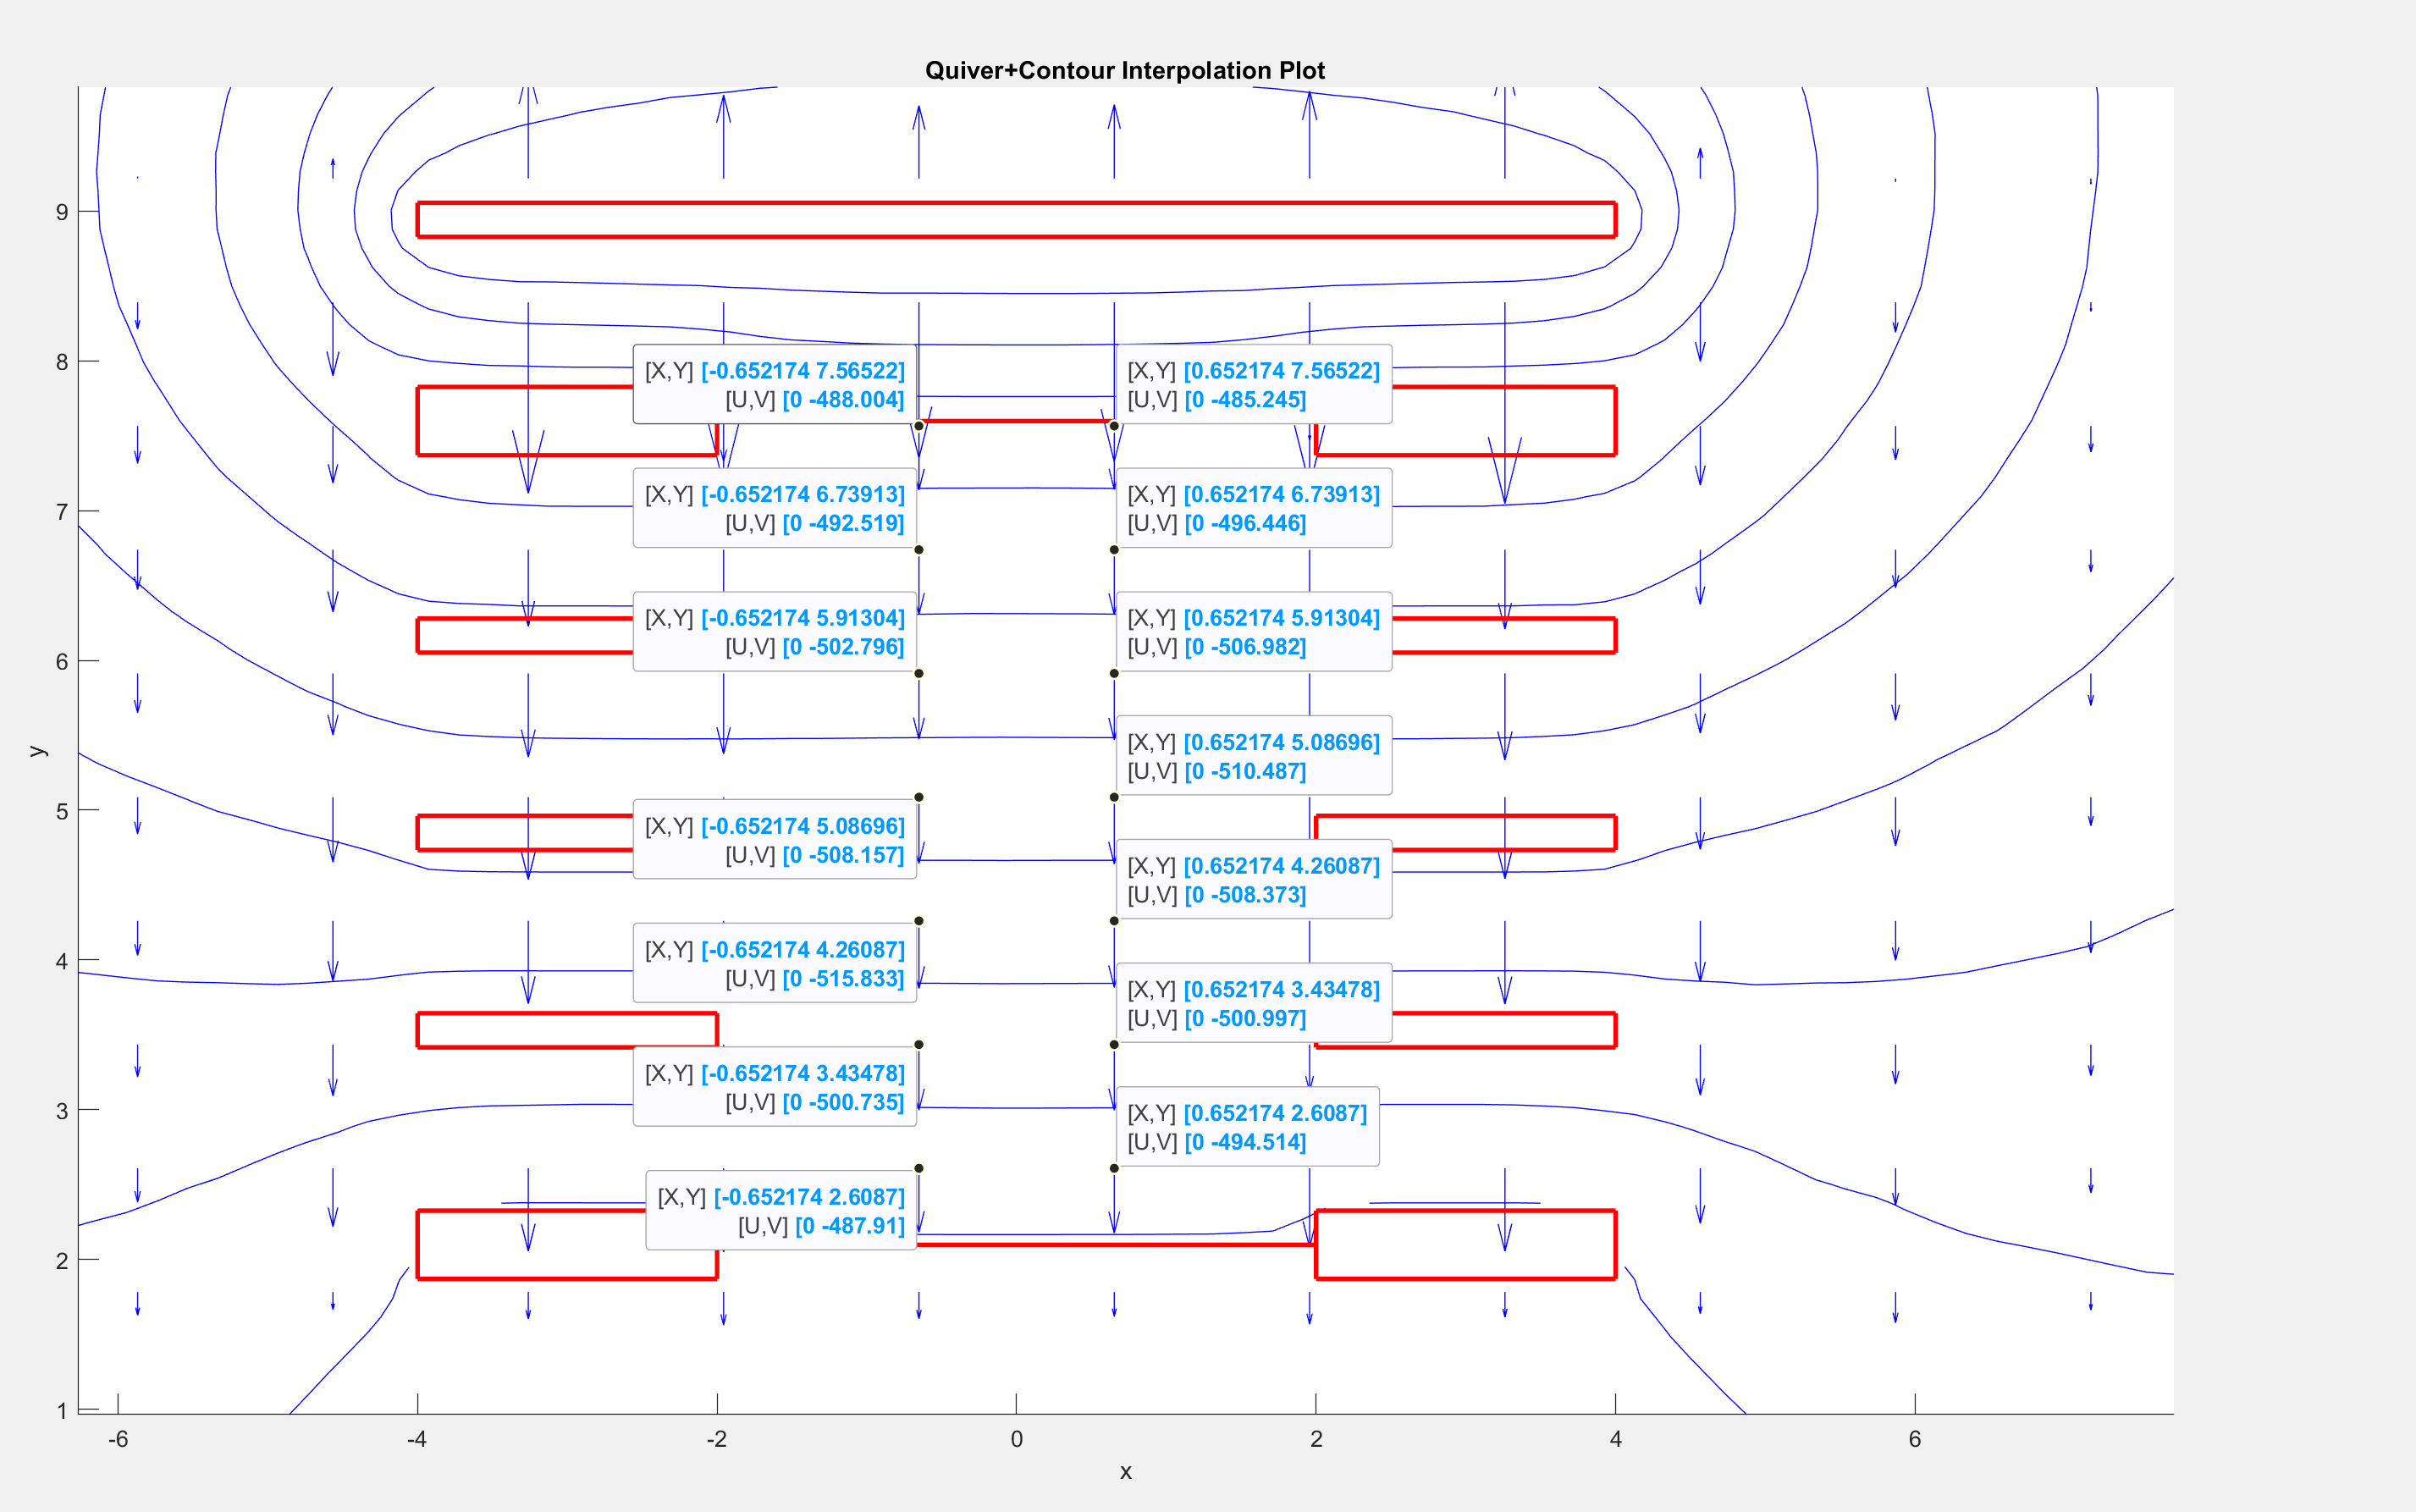 Quiver+Contour Interpolation Plot
9
8
[X,Y] [-0.652174 7.56522]
[U,V] [0 -488.004]
[X,Y] [0.652174 7.56522]
[U,V] [0 -485.245]
7
[X,Y] [-0.652174 6.73913]
[U,V] [0 -492.519]
[X,Y] [0.652174 6.73913]
[U,V] [0 -496.446]
6
[X,Y] [-0.652174 5.91304]
[U,V] [0 -502.796]
[X,Y] [0.652174 5.91304]
[U,V] [0 -506.982]
y
[X,Y] [0.652174 5.08696]
[U,V] [0 -510.487]
5
[X,Y] [-0.652174 5.08696]
[U,V] [0 -508.157]
[X,Y] [0.652174 4.26087]
[U,V] [0 -508.373]
4
[X,Y] [-0.652174 4.26087]
[U,V] [0 -515.833]
[X,Y] [0.652174 3.43478]
[U,V] [0 -500.997]
3
[X,Y] [-0.652174 3.43478]
[U,V] [0 -500.735]
[X,Y] [0.652174 2.6087]
[U,V] [0 -494.514]
2
[X,Y] [-0.652174 2.6087]
[U,V] [0 -487.91]
1
-6 -4 -2 0 2 4 6
x